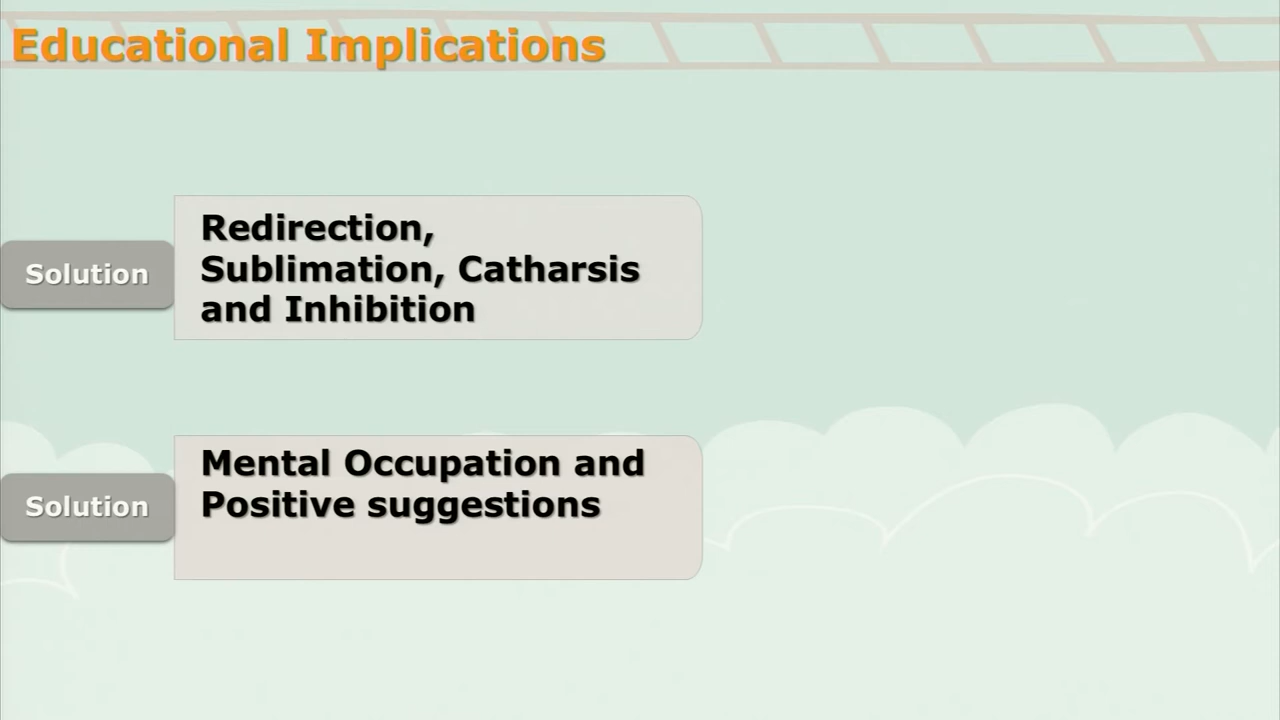 Educational Implications
Solution
Redirection,
Sublimation, Catharsis
and Inhibition
Solution
Mental Occupation and
Positive suggestions